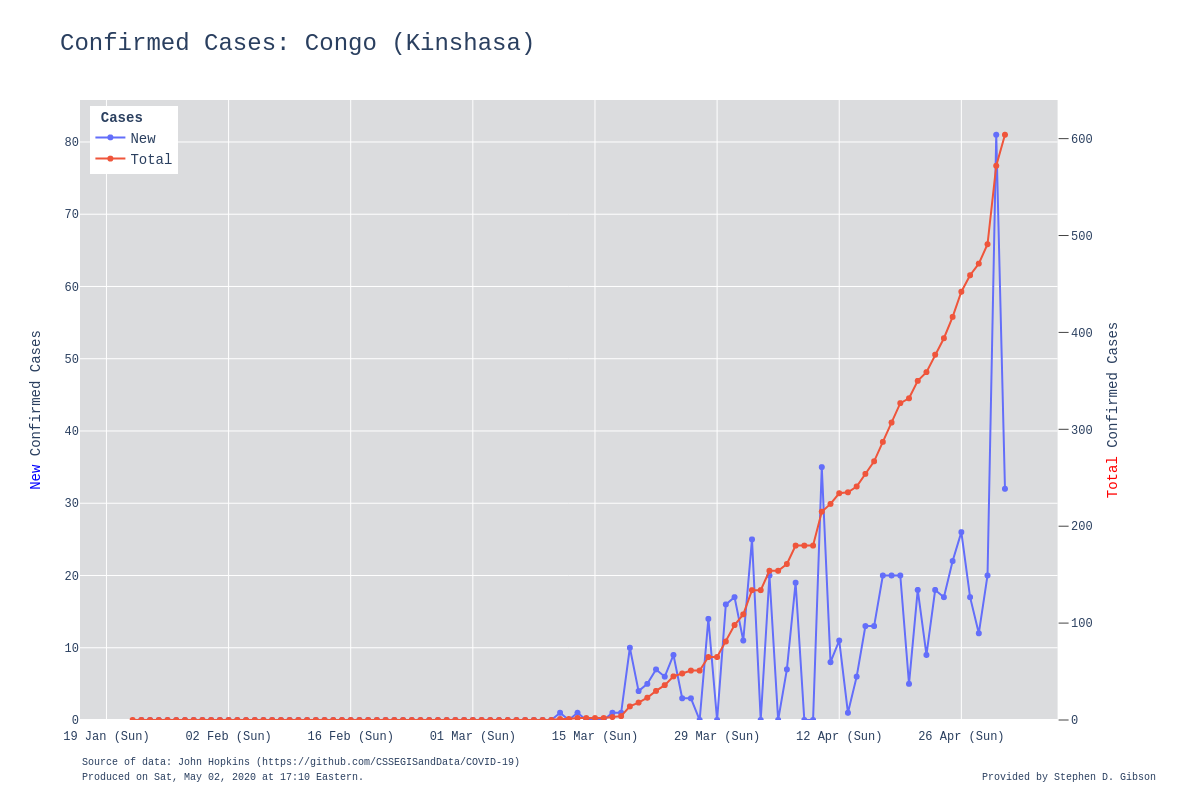 Confirmed Cases: Congo (Kinshasa)
Cases
New
Total
80
70
60
50
40
30
20
10
0
600
500
400
300
200
100
0
New Confirmed Cases
Total Confirmed Cases
19 Jan (Sun) 02 Feb (Sun) 16 Feb (Sun) 01 Mar (Sun) 15 Mar (Sun) 29 Mar (Sun) 12 Apr (Sun) 26 Apr (Sun)
Source of data: John Hopkins (https://github.com/CSSEGISandData/COVID-19)
Produced on Sat, May 02, 2020 at 17:10 Eastern.
Provided by Stephen D. Gibson